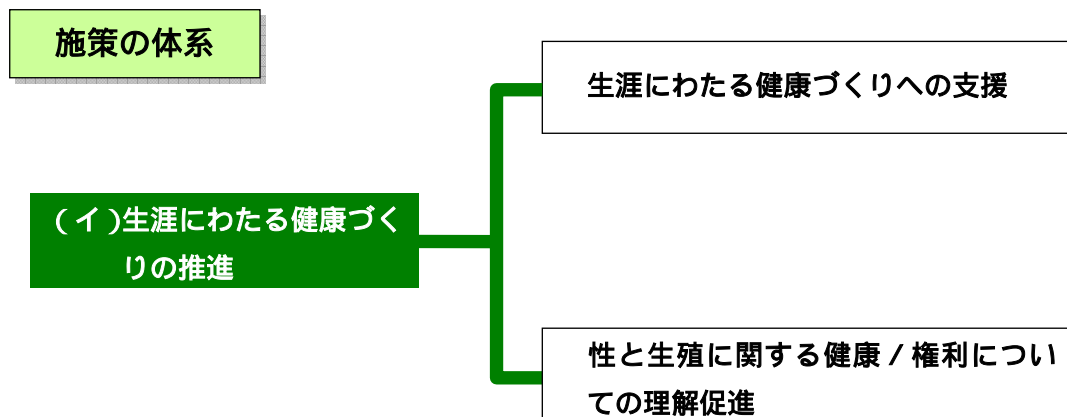 施策の体系
生涯にわたる健康づくりへの支援
（イ）生涯にわたる健康づく
りの推進
性と生殖に関する健康／権利につい
ての理解促進